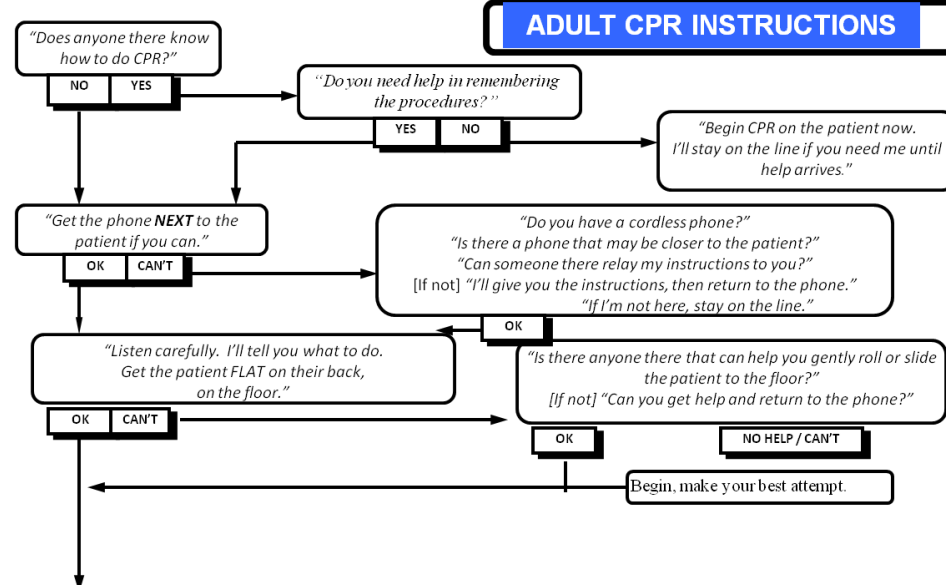 ADULT CPR INSTRUCTIONS
“Does anyone there know
how to do CPR?”
NO YES
“Do you need help in remembering
the procedures?”
YES NO
“Begin CPR on the patient now.
I’ll stay on the line if you need me until
help arrives.”
“Get the phone NEXT to the
patient if you can.”
OK CAN’T
“Do you have a cordless phone?”
“Is there a phone that may be closer to the patient?”
“Can someone there relay my instructions to you?”
[If not] “I’ll give you the instructions, then return to the phone.”
“If I’m not here, stay on the line.”
OK
“Listen carefully. I’ll tell you what to do.
Get the patient FLAT on their back,
on the floor.”
OK CAN’T
“Is there anyone there that can help you gently roll or slide
the patient to the floor?”
[If not] “Can you get help and return to the phone?”
OK
NO HELP / CAN’T
Begin, make your best attempt.